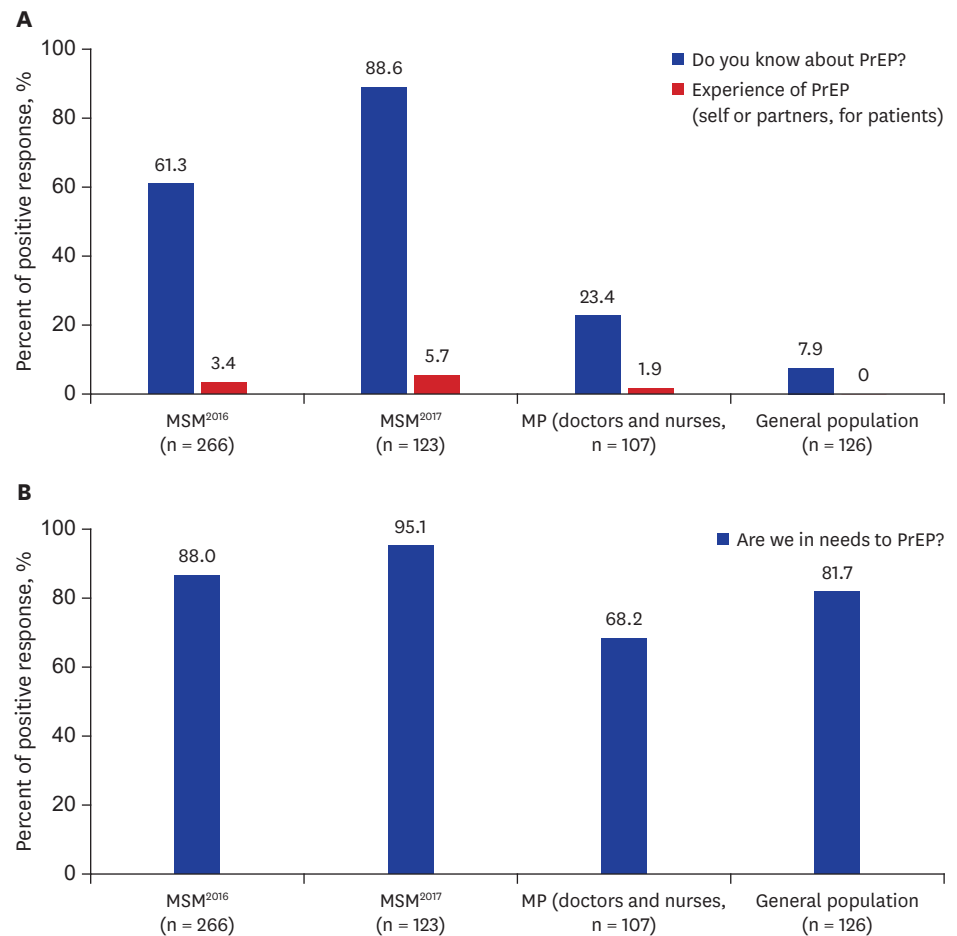 A
Percent of positive response, %
100
80
60
40
20
0
61.3
3.4
88.6
5.7
23.4
1.9
7.9
0
Do you know about PrEP?
Experience of PrEP
(self or partners, for patients)
MSM2016
(n = 266)
MSM2017
(n = 123)
MP (doctors and nurses,
n = 107)
General population
(n = 126)
B
Percent of positive response, %
100
80
60
40
20
0
88.0
95.1
68.2
81.7
Are we in needs to PrEP?
MSM2016
(n = 266)
MSM2017
(n = 123)
MP (doctors and nurses,
n = 107)
General population
(n = 126)